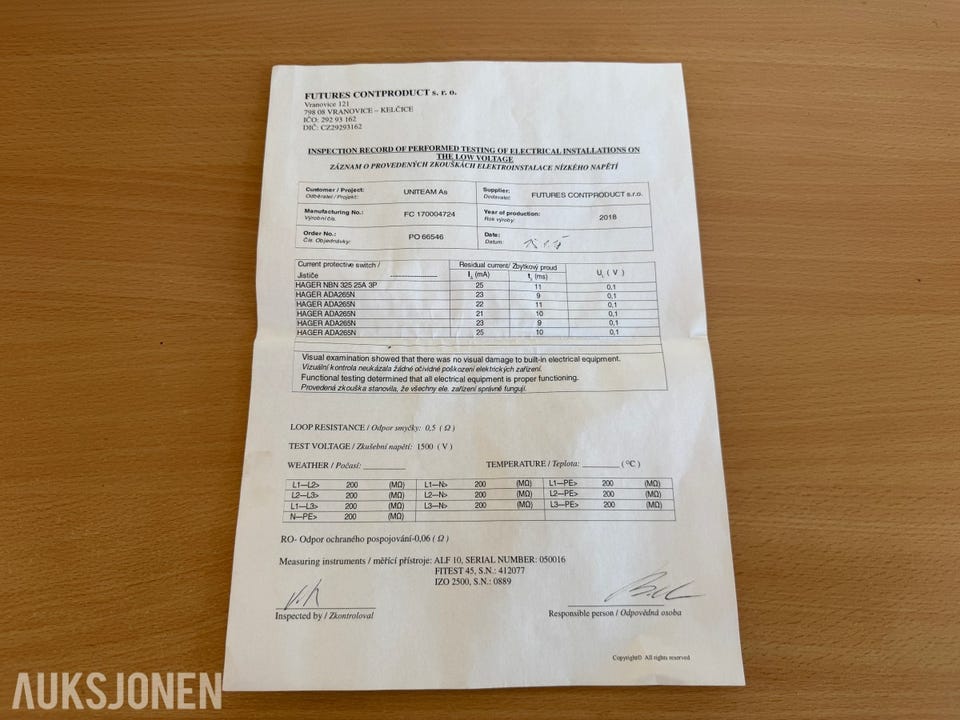 FUTURES CONTPRODUCT s. r. o.
Vranovice 121
798 08 VRANOVICE – KELČICE
IČO: 292 93 162
DIČ: CZ29293162
INSPECTION RECORD OF PERFORMED TESTING OF ELECTRICAL INSTALLATIONS ON
THE LOW VOLTAGE
ZÁZNAM O PROVEDENÝCH ZKOUŠKÁCH ELEKTROINSTALACE NÍZKÉHO NAPĚTÍ
Customer / Project: UNITEAM As Supplier: FUTURES CONTPRODUCT s.r.o.
Odběratel / Projekt: Dodavatel:
Manufacturing No.: FC 170004724 Year of production: 2018
Výrobní čís. Rok výroby:
Order No.: PO 66546 Date:
Čís. Objednávky: Datum:
Current protective switch / Residual current/ Zbytkový proud U ( V )
Jističe I (mA) t (ms)
HAGER NBN 325 25A 3P 25 11 0,1
HAGER ADA265N 23 9 0,1
HAGER ADA265N 22 11 0,1
HAGER ADA265N 21 10 0,1
HAGER ADA265N 23 9 0,1
HAGER ADA265N 25 10 0,1
Visual examination showed that there was no visual damage to built-in electrical equipment.
Vizuální kontrola neukázala žádné očividné poškození elektrických zařízení.
Functional testing determined that all electrical equipment is proper functioning.
Provedená zkouška stanovila, že všechny ele. zařízení správně fungují.
LOOP RESISTANCE / Odpor smyčky: 0,5 ( Ω )
TEST VOLTAGE / Zkušební napětí: 1500 ( V )
WEATHER / Počasí: ________ TEMPERATURE / Teplota: ________ ( °C )
L1—L2> 200 (MΩ) L1—N> 200 (MΩ) L1—PE> 200 (MΩ)
L2—L3> 200 (MΩ) L2—N> 200 (MΩ) L2—PE> 200 (MΩ)
L1—L3> 200 (MΩ) L3—N> 200 (MΩ) L3—PE> 200 (MΩ)
N—PE> 200 (MΩ)
RO- Odpor ochraného pospojování-0,06 ( Ω )
Measuring instruments / měřící přístroje: ALF 10, SERIAL NUMBER: 050016
FITEST 45, S.N.: 412077
IZO 2500, S.N.: 0889
Inspected by / Zkontroloval Responsible person / Odpovědná osoba
Copyright© All rights reserved
AUKSJONEN